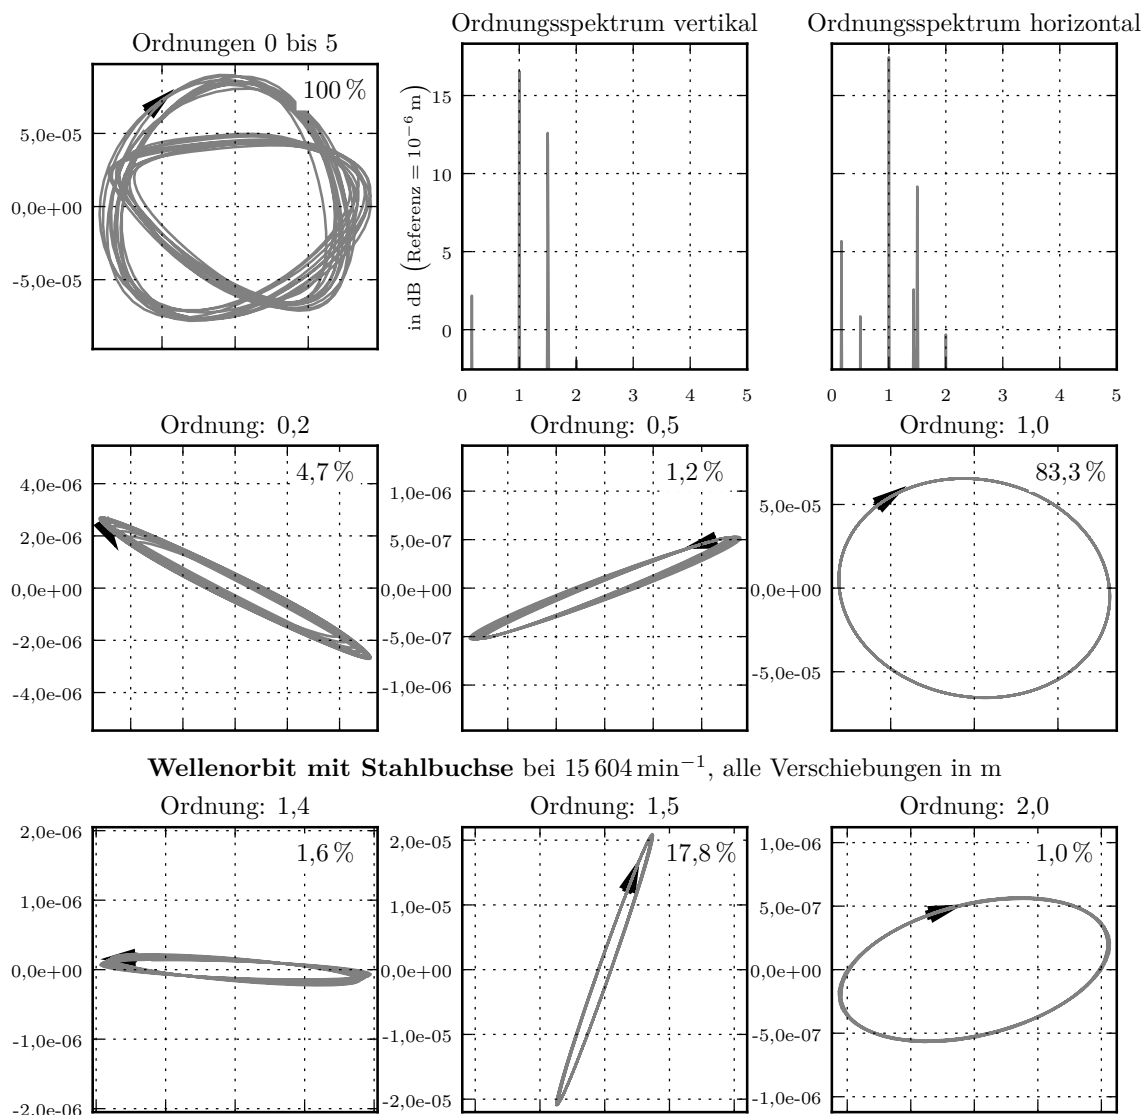 Ordnungen 0 bis 5
100 %
5,0e-05
0,0e+00
-5,0e-05
Ordnungsspektrum vertikal
in dB (Referenz = 10⁻⁶ m)
15
10
5
0
0 1 2 3 4 5
Ordnungsspektrum horizontal
0 1 2 3 4 5
Ordnung: 0,2
4,7 %
4,0e-06
2,0e-06
0,0e+00
-2,0e-06
-4,0e-06
Ordnung: 0,5
1,2 %
1,0e-06
5,0e-07
0,0e+00
-5,0e-07
-1,0e-06
Ordnung: 1,0
83,3 %
5,0e-05
0,0e+00
-5,0e-05
Wellenorbit mit Stahlbuchse bei 15 604 min⁻¹, alle Verschiebungen in m
Ordnung: 1,4
1,6 %
2,0e-06
1,0e-06
0,0e+00
-1,0e-06
-2,0e-06
Ordnung: 1,5
17,8 %
2,0e-05
1,0e-05
0,0e+00
-1,0e-05
-2,0e-05
Ordnung: 2,0
1,0 %
1,0e-06
5,0e-07
0,0e+00
-5,0e-07
-1,0e-06